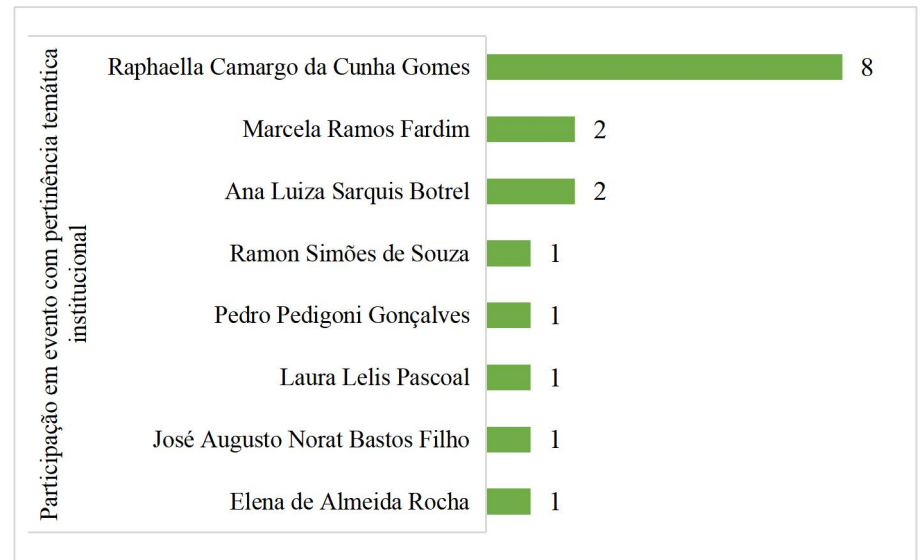 Participação em evento com pertinência temática
institucional
Raphaella Camargo da Cunha Gomes 8
Marcela Ramos Fardim 2
Ana Luiza Sarquis Botrel 2
Ramon Simões de Souza 1
Pedro Pedigoni Gonçalves 1
Laura Lelis Pascoal 1
José Augusto Norat Bastos Filho 1
Elena de Almeida Rocha 1